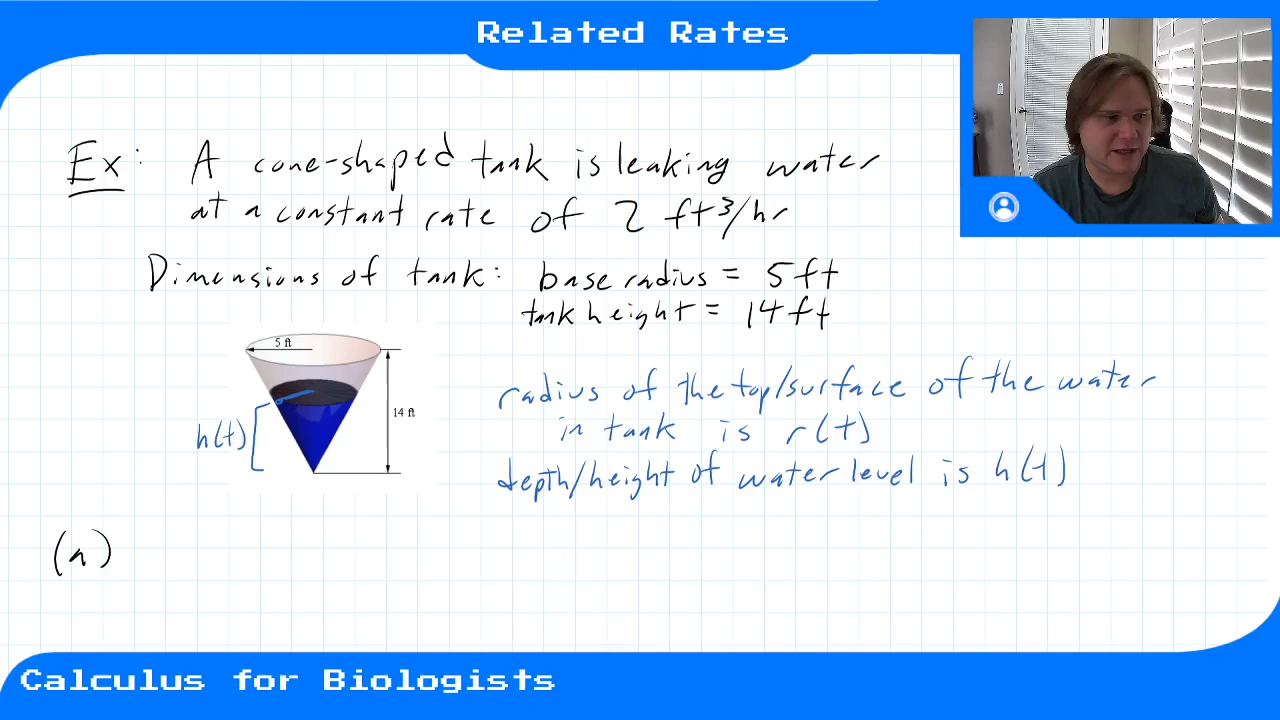 Related Rates
Ex: A cone-shaped tank is leaking water
at a constant rate of 2 ft³/hr
Dimensions of tank: base radius = 5 ft
tank height = 14 ft
5 ft
14 ft
h(t)
radius of the top/surface of the water
in tank is r(t)
depth/height of water level is h(t)
(a)
Calculus for Biologists